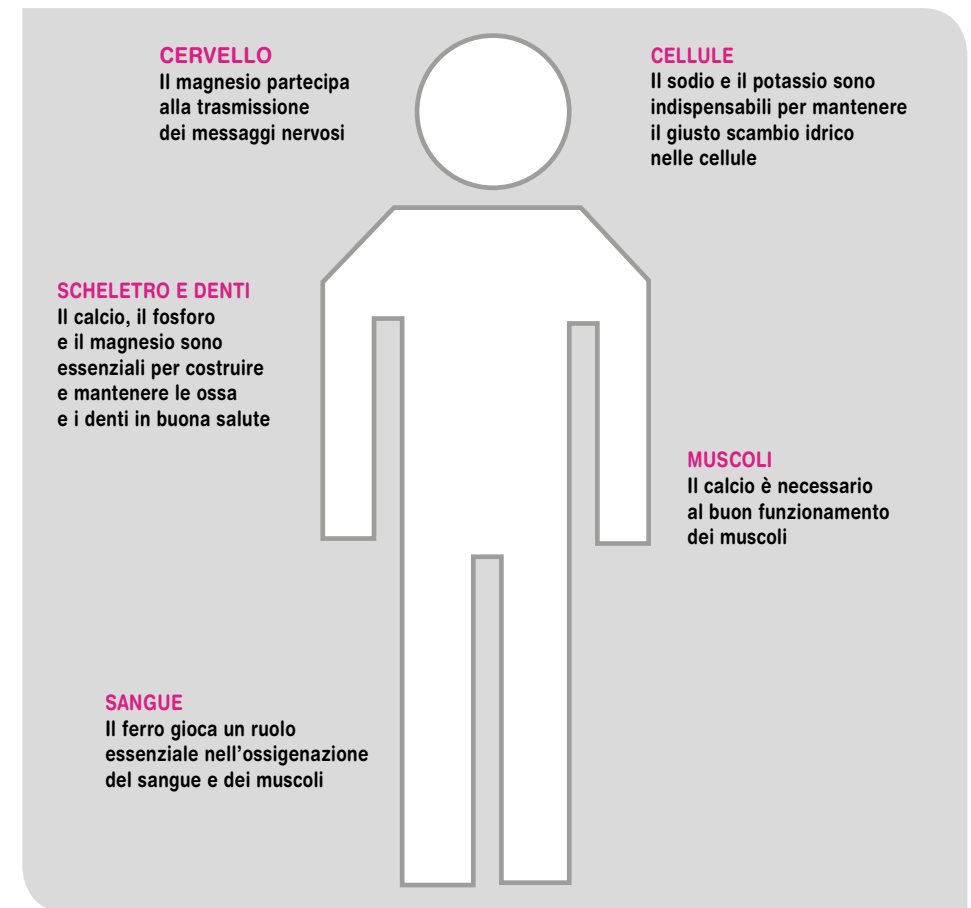 CERVELLO
Il magnesio partecipa
alla trasmissione
dei messaggi nervosi
CELLULE
Il sodio e il potassio sono
indispensabili per mantenere
il giusto scambio idrico
nelle cellule
SCHELETRO E DENTI
Il calcio, il fosforo
e il magnesio sono
essenziali per costruire
e mantenere le ossa
e i denti in buona salute
MUSCOLI
Il calcio è necessario
al buon funzionamento
dei muscoli
SANGUE
Il ferro gioca un ruolo
essenziale nell’ossigenazione
del sangue e dei muscoli